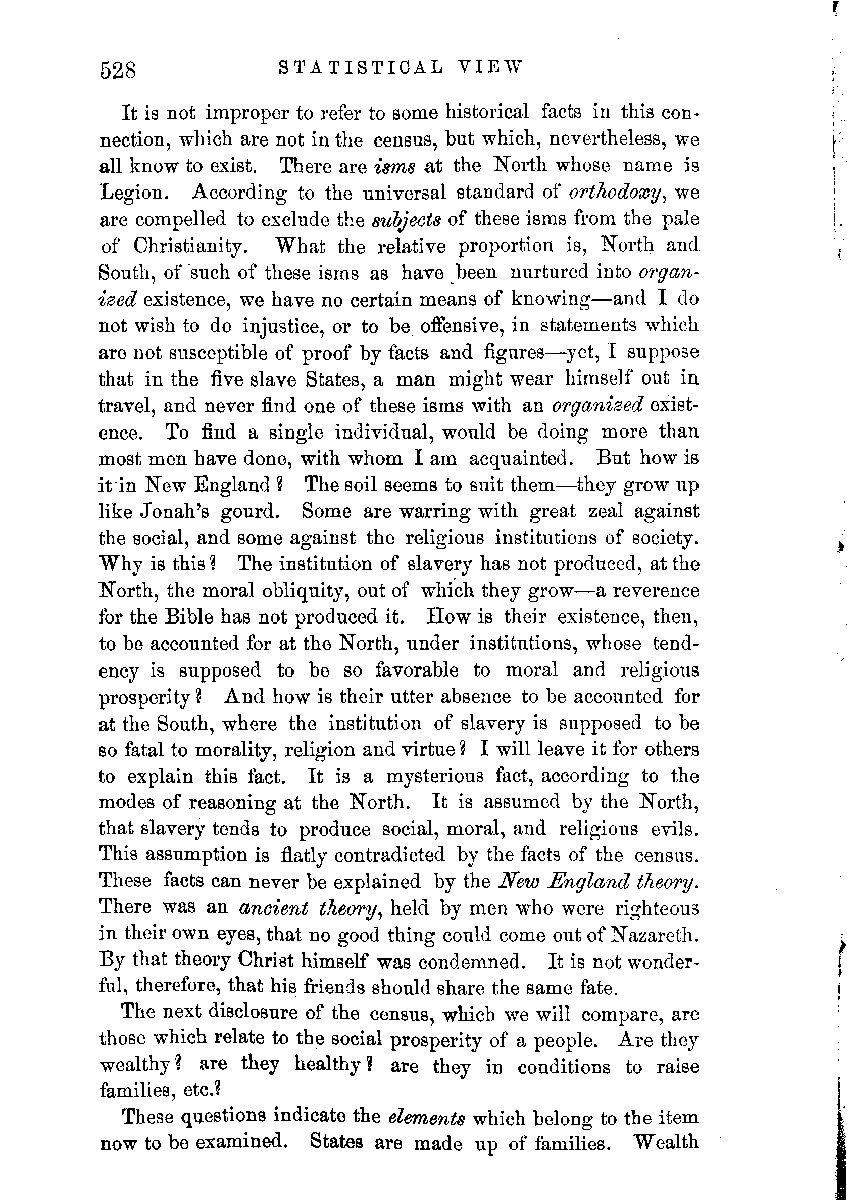 528 STATISTICAL VIEW
It is not improper to refer to some historical facts in this con-
nection, which are not in the census, but which, nevertheless, we
all know to exist. There are isms at the North whose name is
Legion. According to the universal standard of orthodoxy, we
are compelled to exclude the subjects of these isms from the pale
of Christianity. What the relative proportion is, North and
South, of such of these isms as have been nurtured into organ-
ized existence, we have no certain means of knowing—and I do
not wish to do injustice, or to be offensive, in statements which
are not susceptible of proof by facts and figures—yet, I suppose
that in the five slave States, a man might wear himself out in
travel, and never find one of these isms with an organized exist-
ence. To find a single individual, would be doing more than
most men have done, with whom I am acquainted. But how is
it in New England? The soil seems to suit them—they grow up
like Jonah's gourd. Some are warring with great zeal against
the social, and some against the religious institutions of society.
Why is this? The institution of slavery has not produced, at the
North, the moral obliquity, out of which they grow—a reverence
for the Bible has not produced it. How is their existence, then,
to be accounted for at the North, under institutions, whose tend-
ency is supposed to be so favorable to moral and religious
prosperity? And how is their utter absence to be accounted for
at the South, where the institution of slavery is supposed to be
so fatal to morality, religion and virtue? I will leave it for others
to explain this fact. It is a mysterious fact, according to the
modes of reasoning at the North. It is assumed by the North,
that slavery tends to produce social, moral, and religious evils.
This assumption is flatly contradicted by the facts of the census.
These facts can never be explained by the New England theory.
There was an ancient theory, held by men who were righteous
in their own eyes, that no good thing could come out of Nazareth.
By that theory Christ himself was condemned. It is not wonder-
ful, therefore, that his friends should share the same fate.
The next disclosure of the census, which we will compare, are
those which relate to the social prosperity of a people. Are they
wealthy? are they healthy? are they in conditions to raise
families, etc.?
These questions indicate the elements which belong to the item
now to be examined. States are made up of families. Wealth